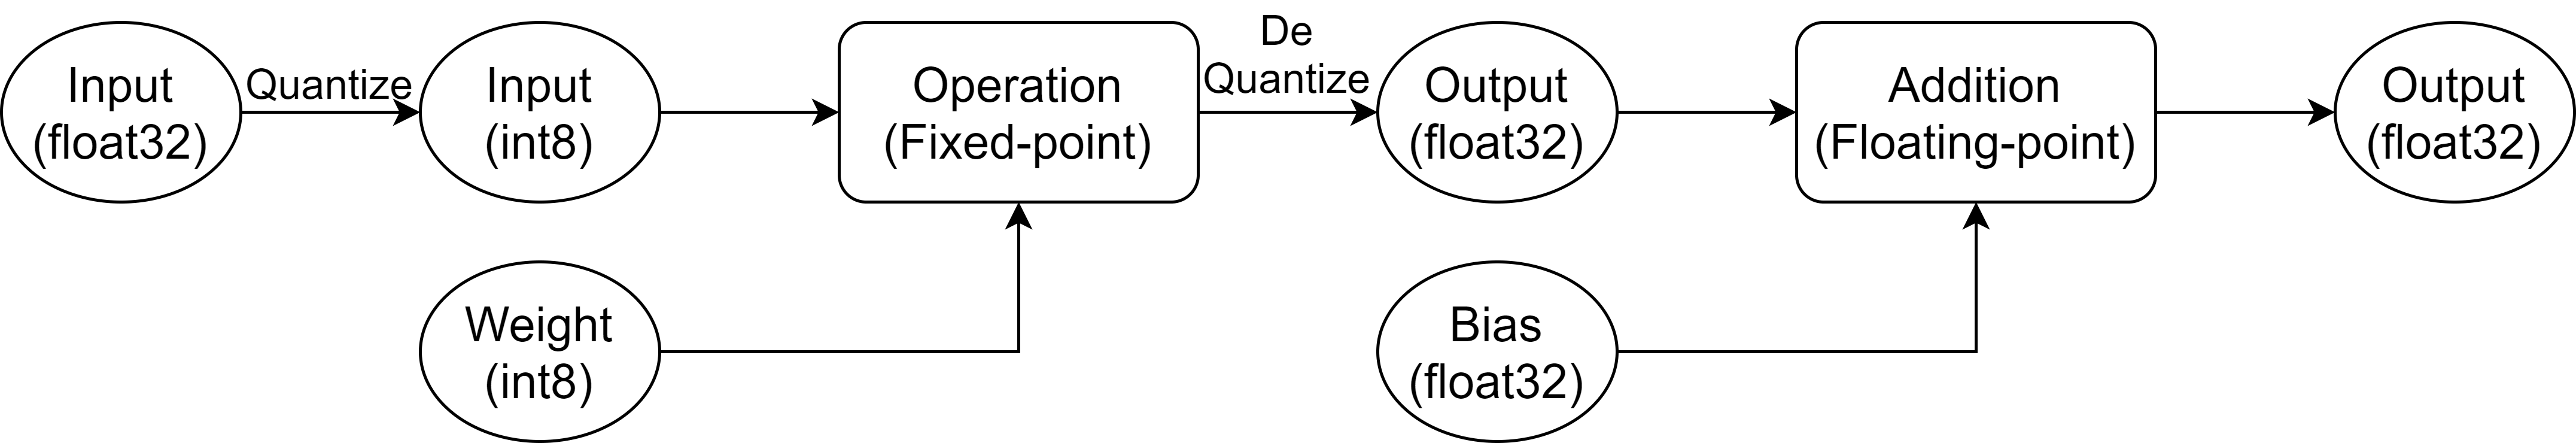 Input
(float32)
Quantize
Input
(int8)
Operation
(Fixed-point)
De
Quantize
Output
(float32)
Addition
(Floating-point)
Output
(float32)
Weight
(int8)
Bias
(float32)